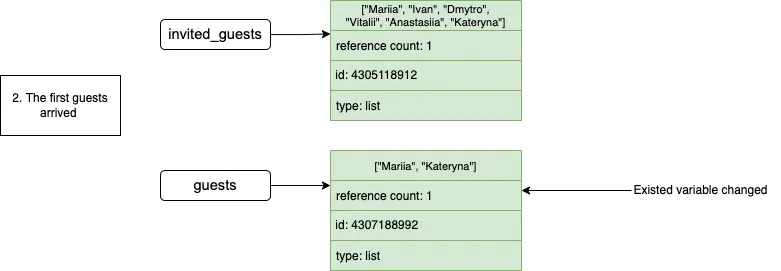 ["Mariia", "Ivan", "Dmytro",
"Vitalii", "Anastasiia", "Kateryna"]
invited_guests
reference count: 1
id: 4305118912
type: list
2. The first guests
arrived
["Mariia", "Kateryna"]
guests
reference count: 1
Existed variable changed
id: 4307188992
type: list